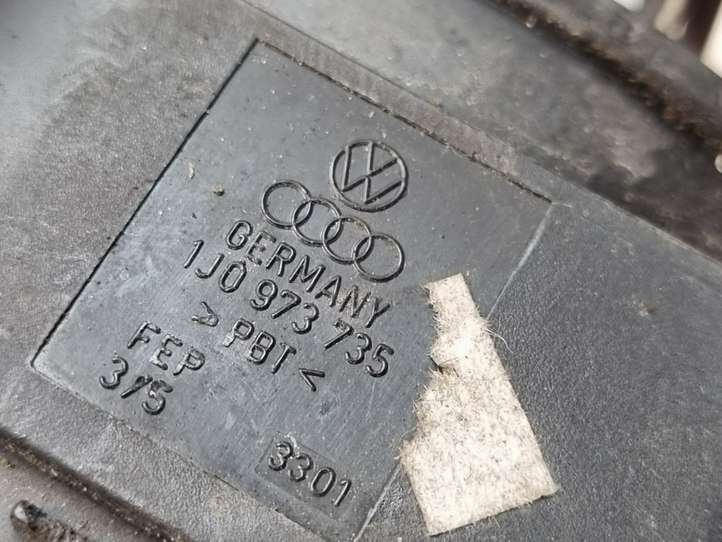 GERMANY
1J0 973 735
>PBT<
FEP
3/5
3301